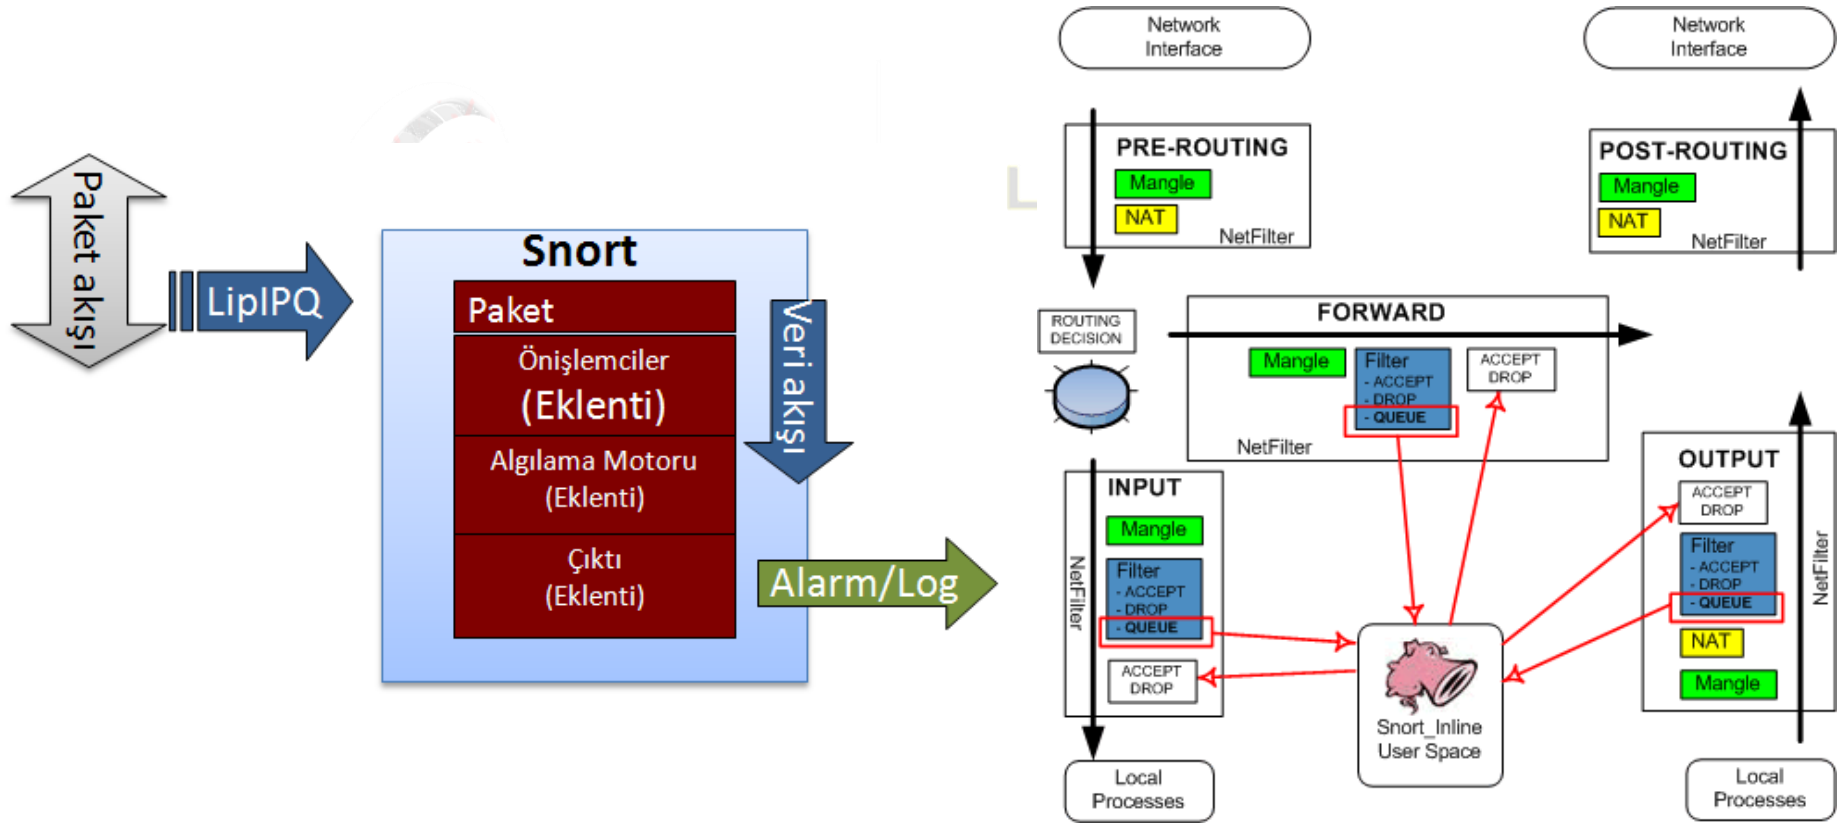 Paket akışı
LipIPQ
Snort
Paket
Önişlemciler
(Eklenti)
Algılama Motoru
(Eklenti)
Çıktı
(Eklenti)
Veri akışı
Alarm/Log
L
Network
Interface
PRE-ROUTING
Mangle
NAT
NetFilter
Network
Interface
POST-ROUTING
Mangle
NAT
NetFilter
ROUTING
DECISION
FORWARD
Mangle
Filter
- ACCEPT
- DROP
- QUEUE
ACCEPT
DROP
NetFilter
INPUT
Mangle
Filter
- ACCEPT
- DROP
- QUEUE
ACCEPT
DROP
NetFilter
Local
Processes
Snort_Inline
User Space
OUTPUT
ACCEPT
DROP
Filter
- ACCEPT
- DROP
- QUEUE
NAT
Mangle
NetFilter
Local
Processes